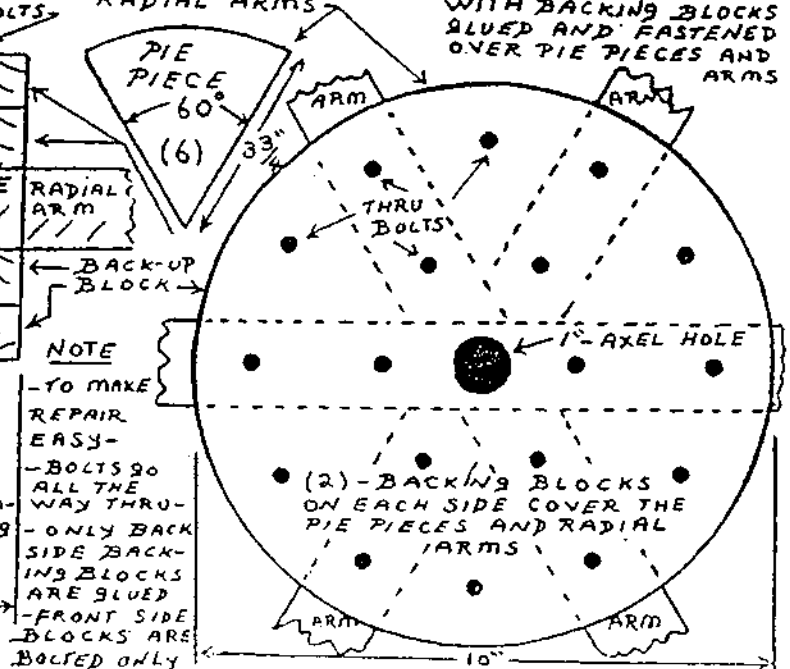 BOLTS
RADIAL ARMS
WITH BACKING BLOCKS
GLUED AND FASTENED
OVER PIE PIECES AND
ARMS
PIE
PIECE
60°
(6)
33/4"
ARM
ARM
THRU
BOLTS
RADIAL
ARM
BACK-UP
BLOCK
1"-AXEL HOLE
NOTE
-TO MAKE
REPAIR
EASY-
-BOLTS GO
ALL THE
WAY THRU-
-ONLY BACK
SIDE BACK-
ING BLOCKS
ARE GLUED
-FRONT SIDE
BLOCKS ARE
BOLTED ONLY
(2)-BACKING BLOCKS
ON EACH SIDE COVER THE
PIE PIECES AND RADIAL
ARMS
ARM
ARM
10"